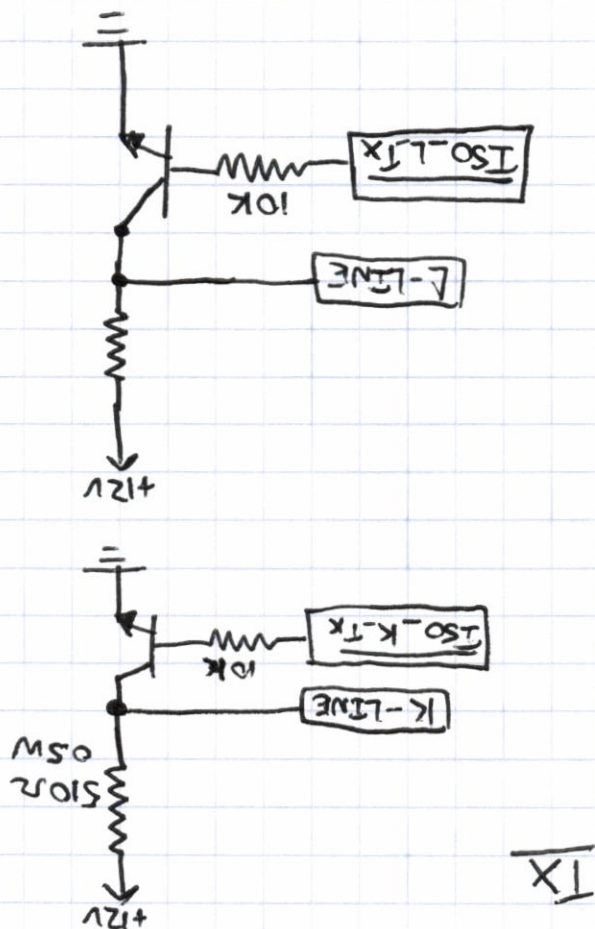 TX
+12V
510Ω
0.5W
K-LINE
ISO_K_TX
10K
+12V
L-LINE
10K
ISO_L_TX